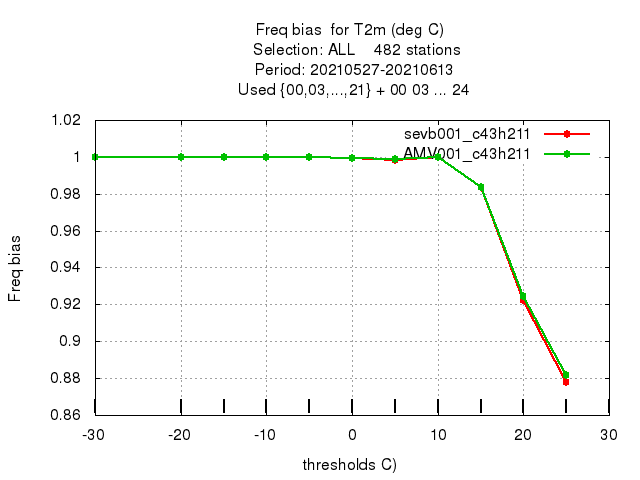 Freq bias  for T2m (deg C)
Selection: ALL    482 stations
Period: 20210527-20210613
Used {00,03,...,21} + 00 03 ... 24
sevb001_c43h211
AMV001_c43h211
1.02
1
0.98
0.96
0.94
0.92
0.9
0.88
0.86
Freq bias
-30
-20
-10
0
10
20
30
thresholds C)